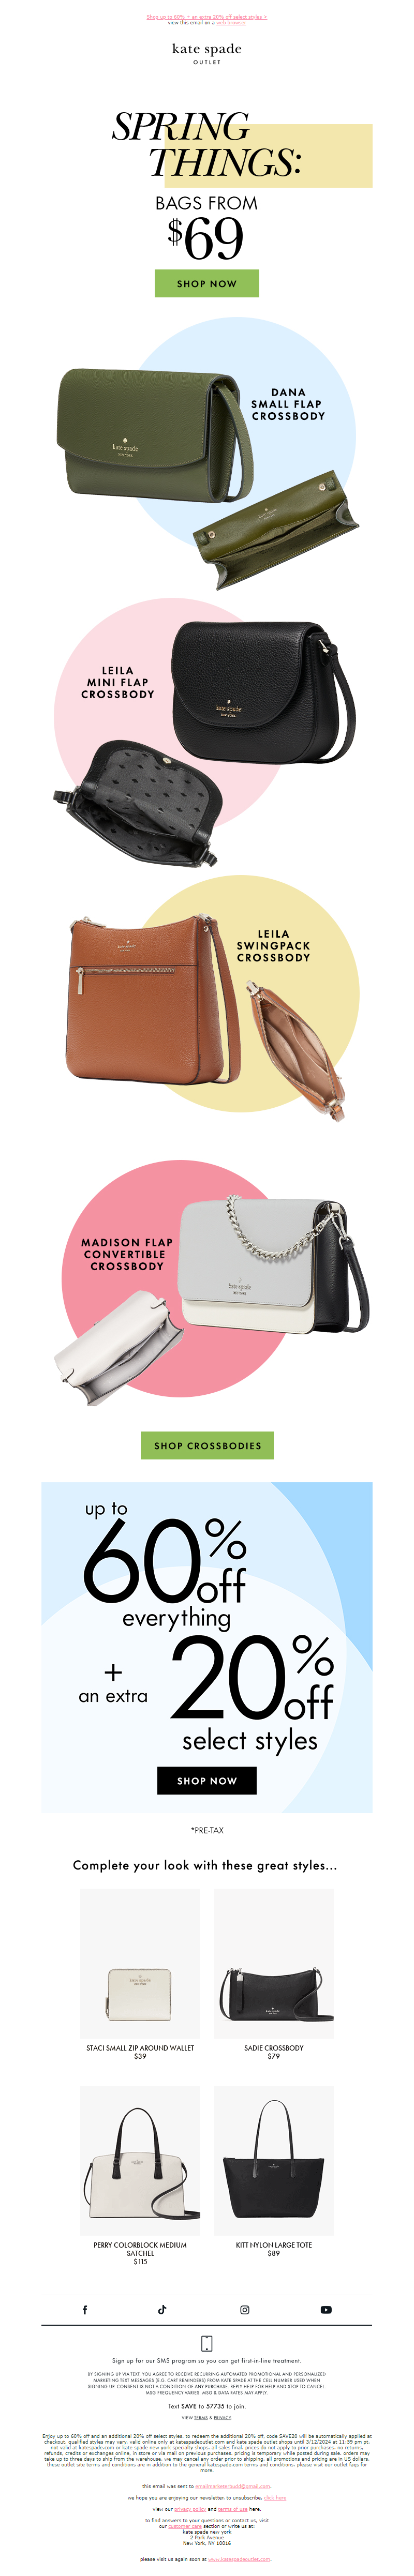 Shop up to 60% + an extra 20% off select styles >
view this email on a web browser
kate spade
OUTLET
SPRING
THINGS:
BAGS FROM
$69
SHOP NOW
DANA
SMALL FLAP
CROSSBODY
kate spade
NEW YORK
LEILA
MINI FLAP
CROSSBODY
kate spade
NEW YORK
LEILA
SWINGPACK
CROSSBODY
kate spade
MADISON FLAP
CONVERTIBLE
CROSSBODY
kate spade
NEW YORK
SHOP CROSSBODIES
up to
60% off
everything
+
an extra
20% off
select styles
SHOP NOW
*PRE-TAX
Complete your look with these great styles...
STACI SMALL ZIP AROUND WALLET
$39
SADIE CROSSBODY
$79
PERRY COLORBLOCK MEDIUM
SATCHEL
$115
KITT NYLON LARGE TOTE
$89
Sign up for our SMS program so you can get first-in-line treatment.
BY SIGNING UP VIA TEXT, YOU AGREE TO RECEIVE RECURRING AUTOMATED PROMOTIONAL AND PERSONALIZED
MARKETING TEXT MESSAGES (E.G. CART REMINDERS) FROM KATE SPADE AT THE CELL NUMBER USED WHEN
SIGNING UP. CONSENT IS NOT A CONDITION OF ANY PURCHASE. REPLY HELP FOR HELP AND STOP TO CANCEL.
MSG FREQUENCY VARIES. MSG & DATA RATES MAY APPLY.
Text SAVE to 57735 to join.
VIEW TERMS & PRIVACY
Enjoy up to 60% off and an additional 20% off select styles. to redeem the additional 20% off, code SAVE20 will be automatically applied at
checkout. qualified styles may vary. valid online only at katespadeoutlet.com and kate spade outlet shops until 3/12/2024 at 11:59 pm pt.
not valid at katespade.com or kate spade new york specialty shops. all sales final. prices do not apply to prior purchases. no returns,
refunds, credits or exchanges online, in store or via mail on previous purchases. pricing is temporary while posted during sale. orders may
take up to three days to ship from the warehouse. we may cancel any order prior to shipping. all promotions and pricing are in US dollars.
these outlet site terms and conditions are in addition to the general katespade.com terms and conditions. please visit our outlet faqs for
more.
this email was sent to emailmarketerbudd@gmail.com.
we hope you are enjoying our newsletter. to unsubscribe, click here
view our privacy policy and terms of use here.
to find answers to your questions or contact us, visit
our customer care section or write us at:
kate spade new york
2 Park Avenue
New York, NY 10016
please visit us again soon at www.katespadeoutlet.com.